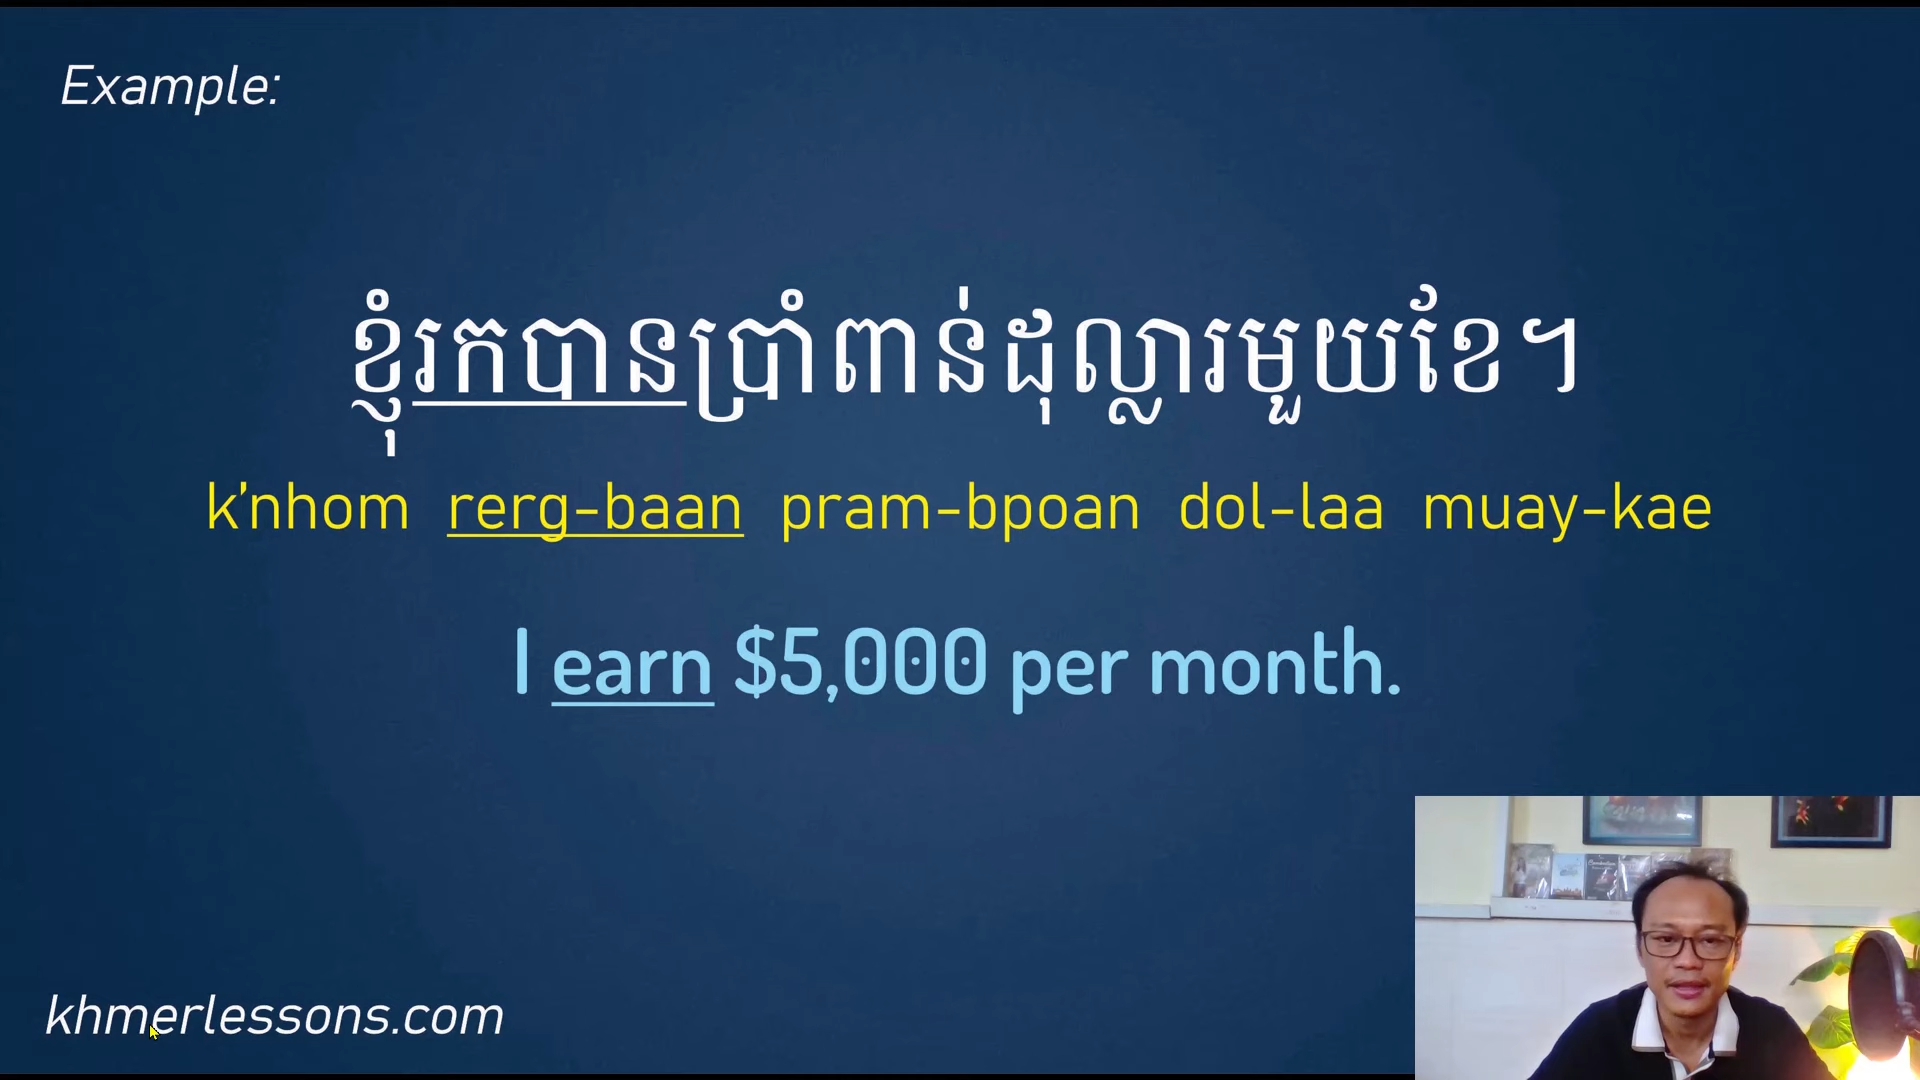 Example:
ខ្ញុំរកបានប្រាំពាន់ដុល្លារមួយខែ។
k’nhom rerg-baan pram-bpoan dol-laa muay-kae
I earn $5,000 per month.
khmerlessons.com